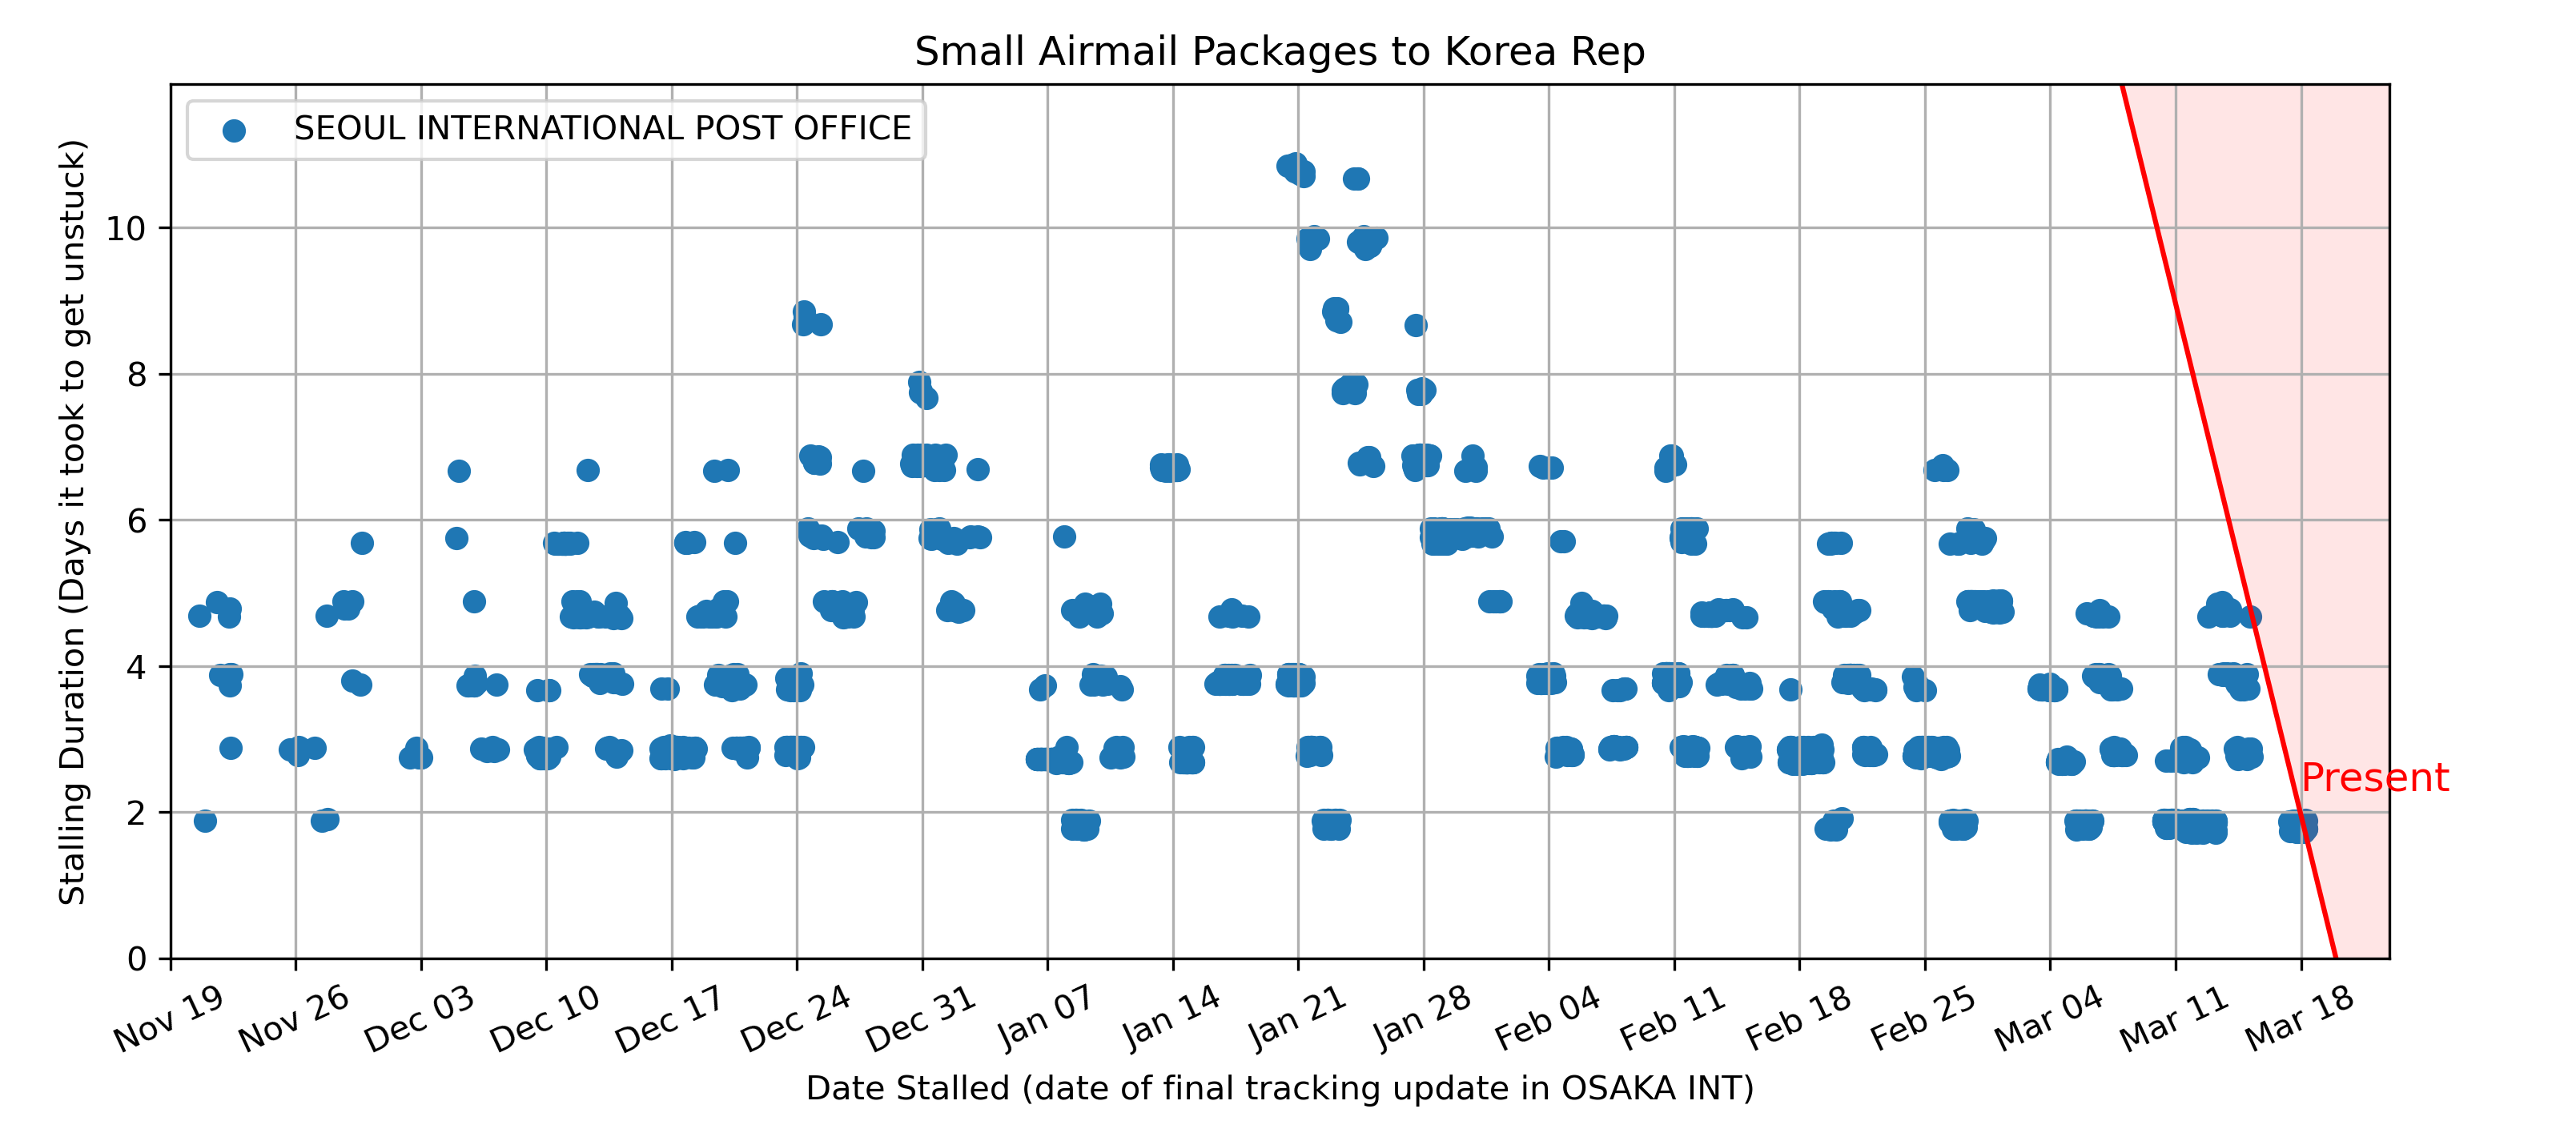 Small Airmail Packages to Korea Rep
SEOUL INTERNATIONAL POST OFFICE
Stalling Duration (Days it took to get unstuck)
10
8
6
4
2
0
Present
Nov 19
Nov 26
Dec 03
Dec 10
Dec 17
Dec 24
Dec 31
Jan 07
Jan 14
Jan 21
Jan 28
Feb 04
Feb 11
Feb 18
Feb 25
Mar 04
Mar 11
Mar 18
Date Stalled (date of final tracking update in OSAKA INT)